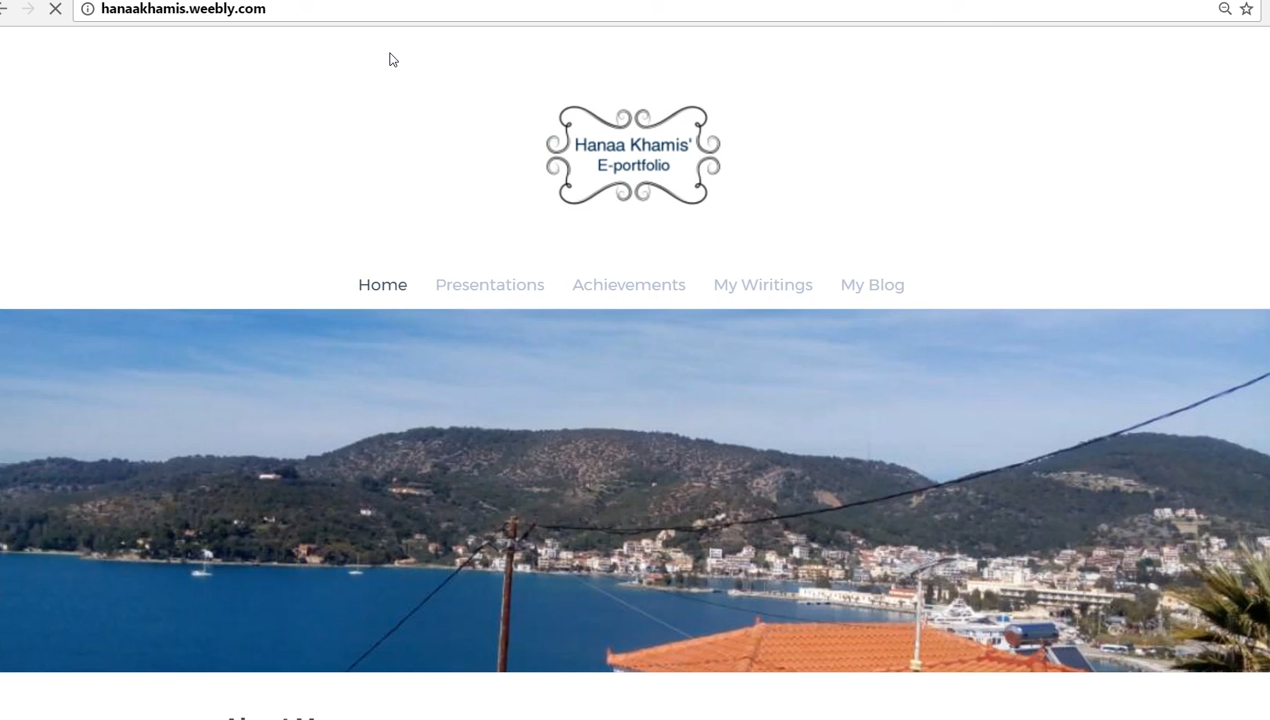 hanaakhamis.weebly.com
Hanaa Khamis'
E-portfolio
Home Presentations Achievements My Wiritings My Blog